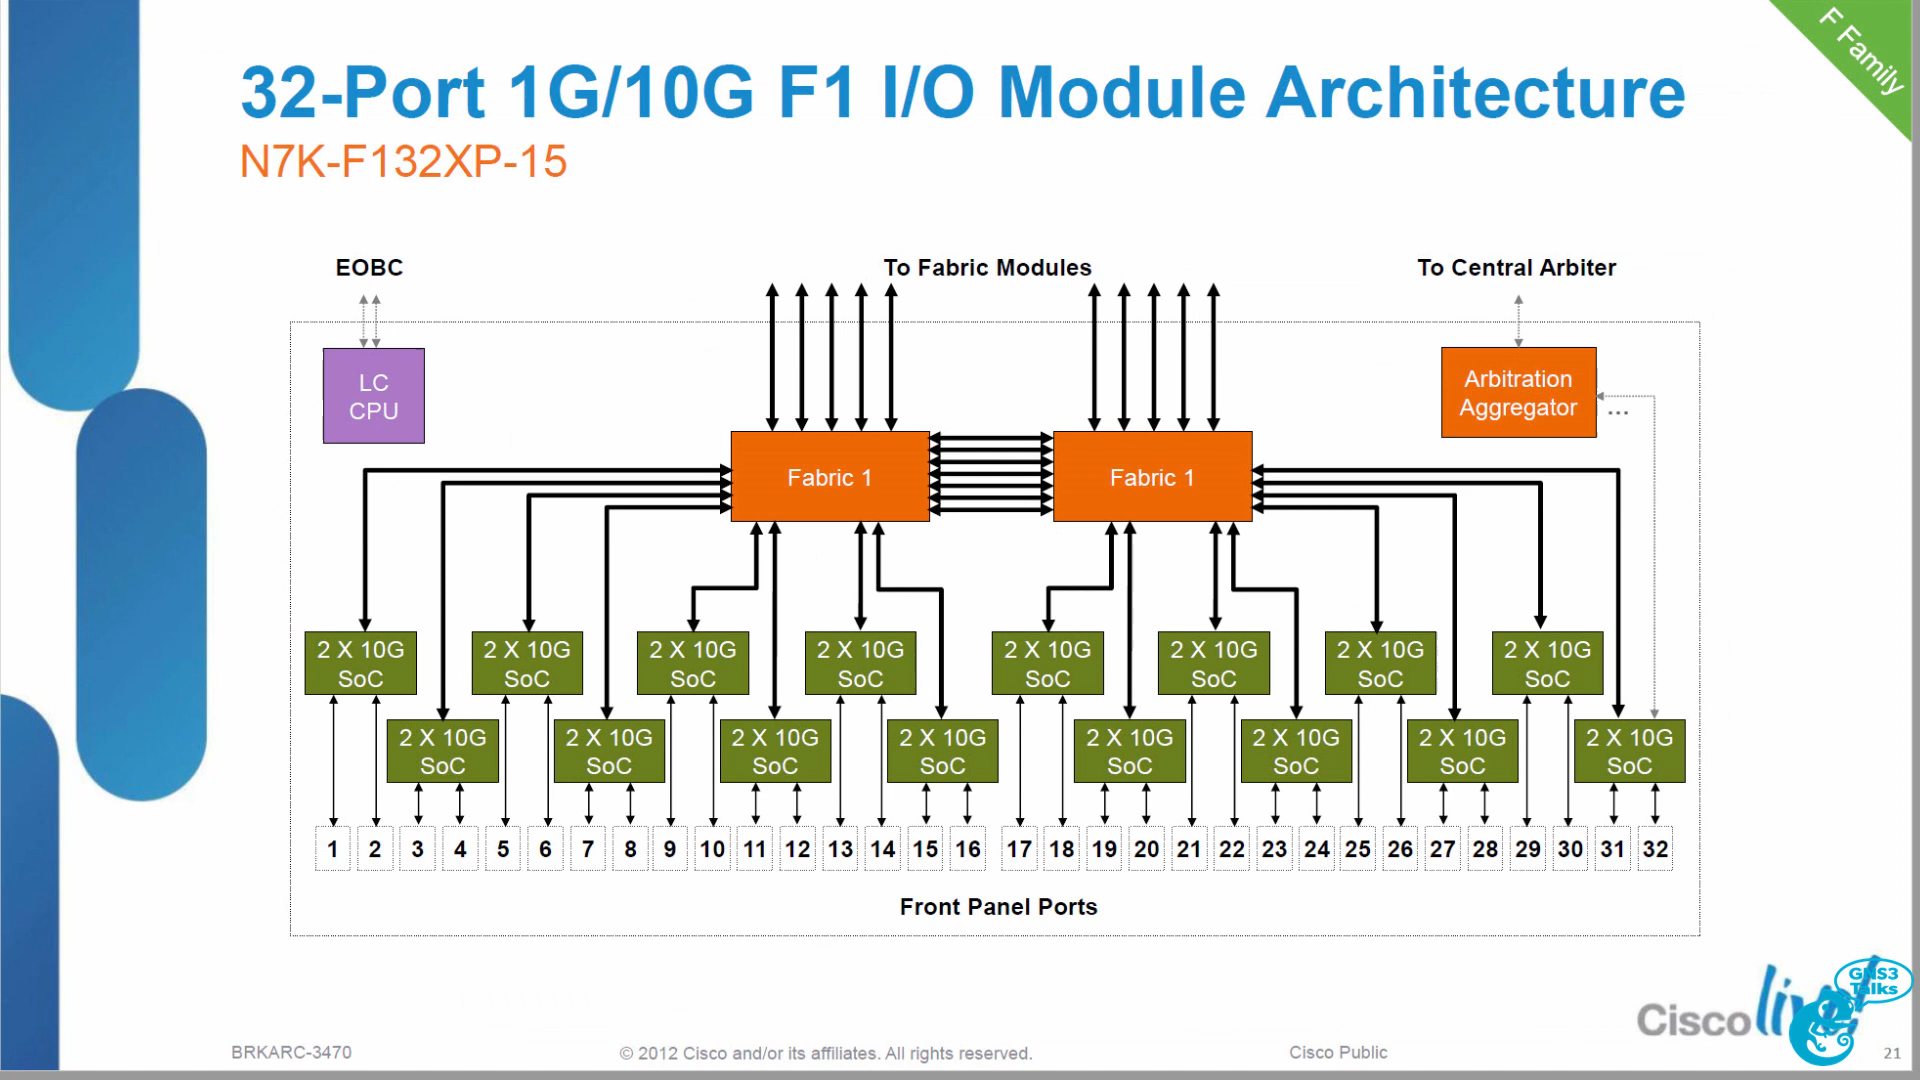 F Family
32-Port 1G/10G F1 I/O Module Architecture
N7K-F132XP-15
EOBC
To Fabric Modules
To Central Arbiter
LC
CPU
Arbitration
Aggregator
...
Fabric 1
Fabric 1
2 X 10G
SoC
2 X 10G
SoC
2 X 10G
SoC
2 X 10G
SoC
2 X 10G
SoC
2 X 10G
SoC
2 X 10G
SoC
2 X 10G
SoC
2 X 10G
SoC
2 X 10G
SoC
2 X 10G
SoC
2 X 10G
SoC
2 X 10G
SoC
2 X 10G
SoC
2 X 10G
SoC
2 X 10G
SoC
1 2 3 4 5 6 7 8 9 10 11 12 13 14 15 16 17 18 19 20 21 22 23 24 25 26 27 28 29 30 31 32
Front Panel Ports
GNS3
Talks
Cisco live!
BRKARC-3470
© 2012 Cisco and/or its affiliates. All rights reserved.
Cisco Public
21